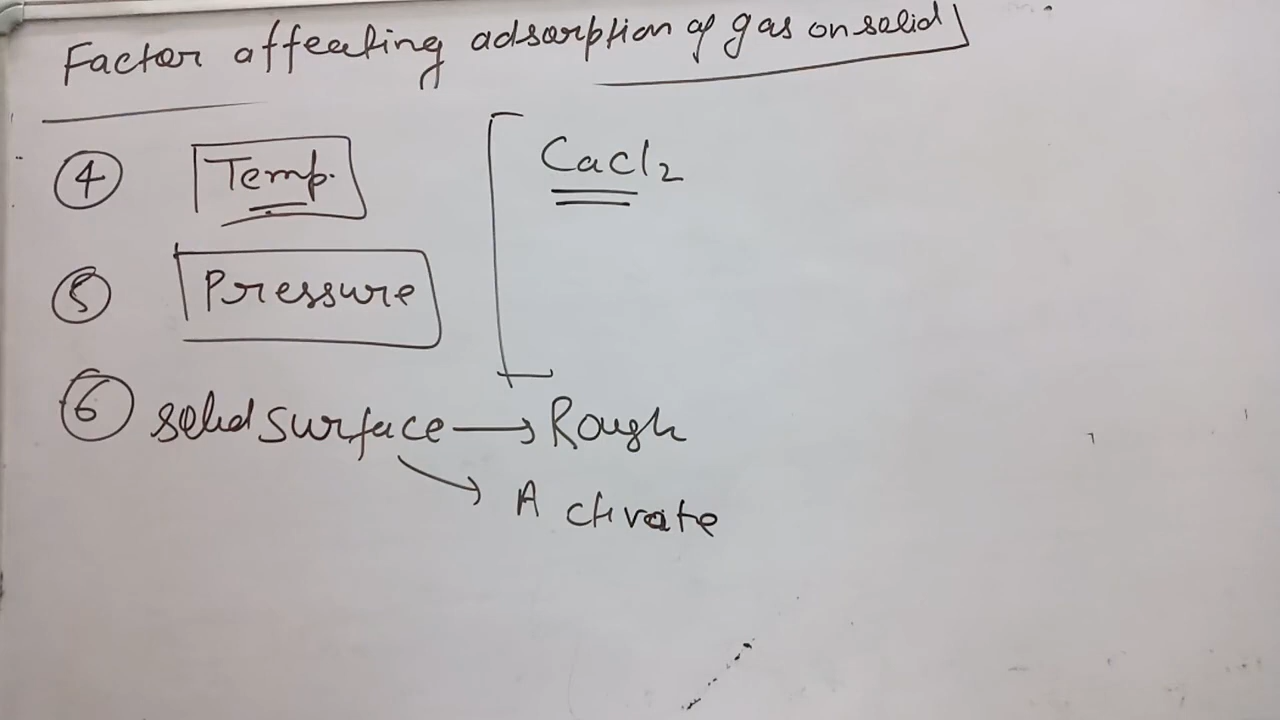 Factor affecting adsorption of gas on solid
④ Temp.
⑤ Pressure
CaCl2
⑥ solid surface → Rough
Activate